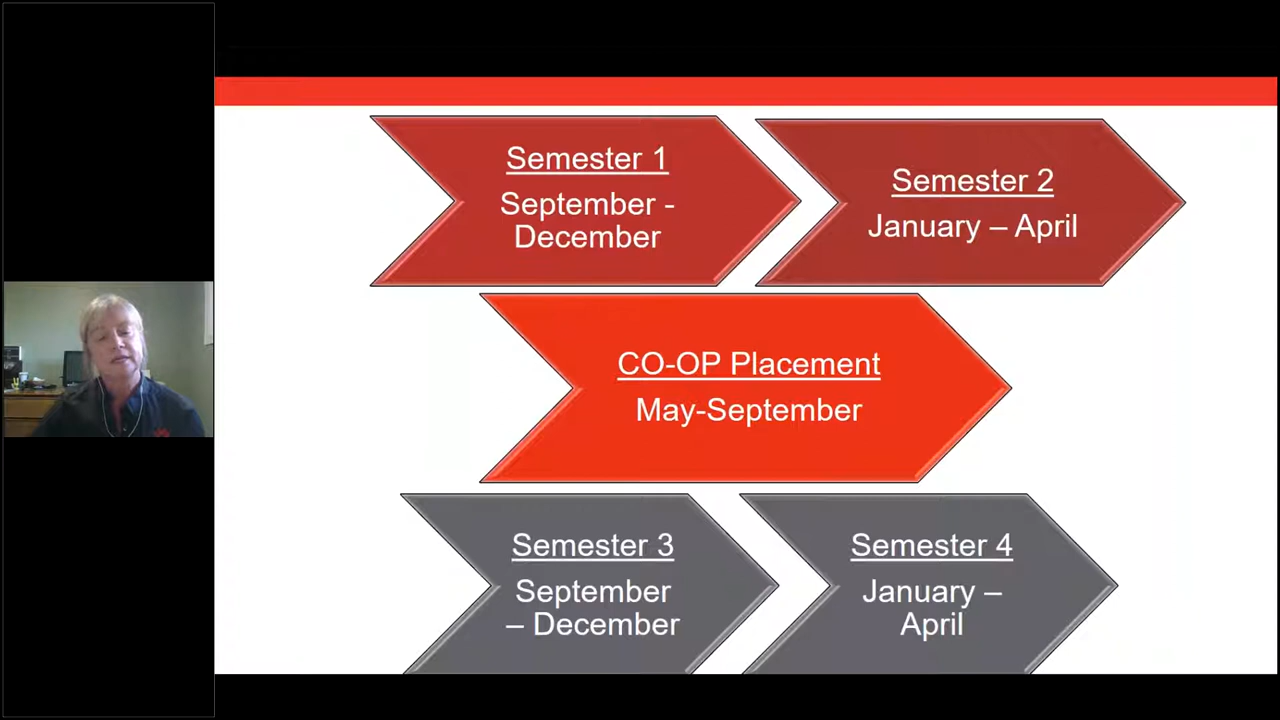 Semester 1
September -
December
Semester 2
January – April
CO-OP Placement
May-September
Semester 3
September
– December
Semester 4
January –
April